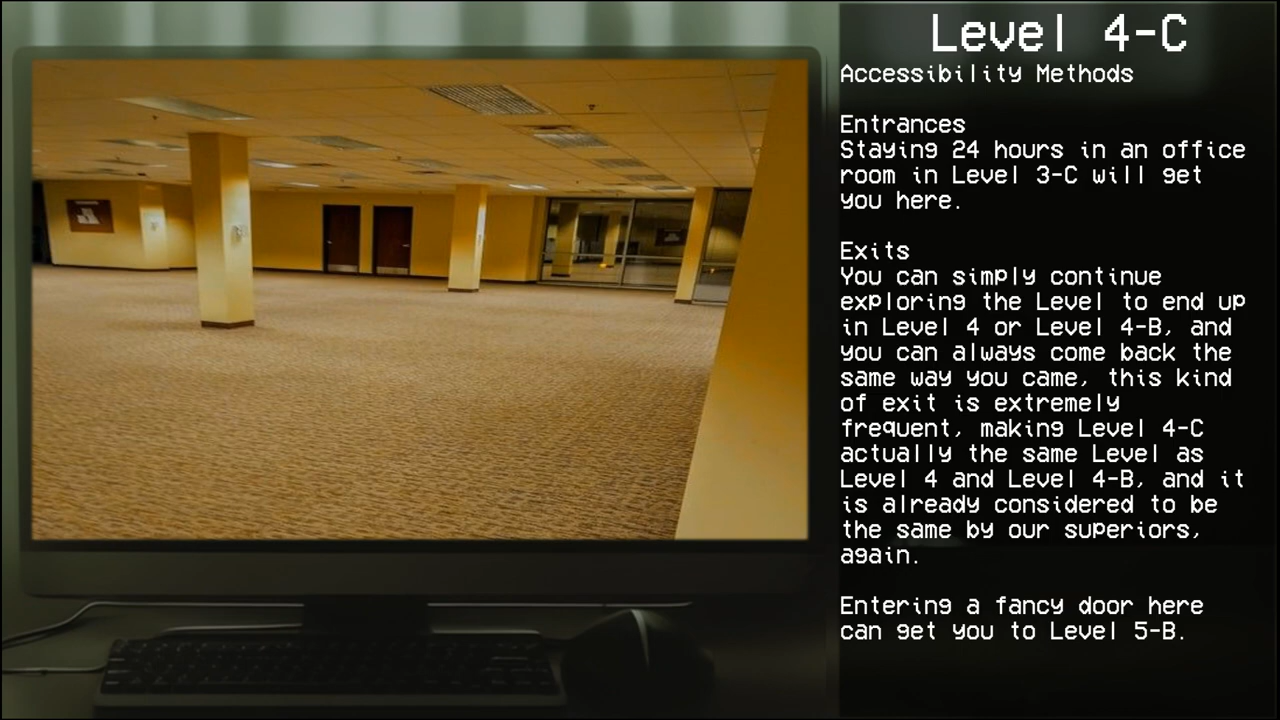 Level 4-C
Accessibility Methods
Entrances
Staying 24 hours in an office
room in Level 3-C will get
you here.
Exits
You can simply continue
exploring the Level to end up
in Level 4 or Level 4-B, and
you can always come back the
same way you came, this kind
of exit is extremely
frequent, making Level 4-C
actually the same Level as
Level 4 and Level 4-B, and it
is already considered to be
the same by our superiors,
again.
Entering a fancy door here
can get you to Level 5-B.